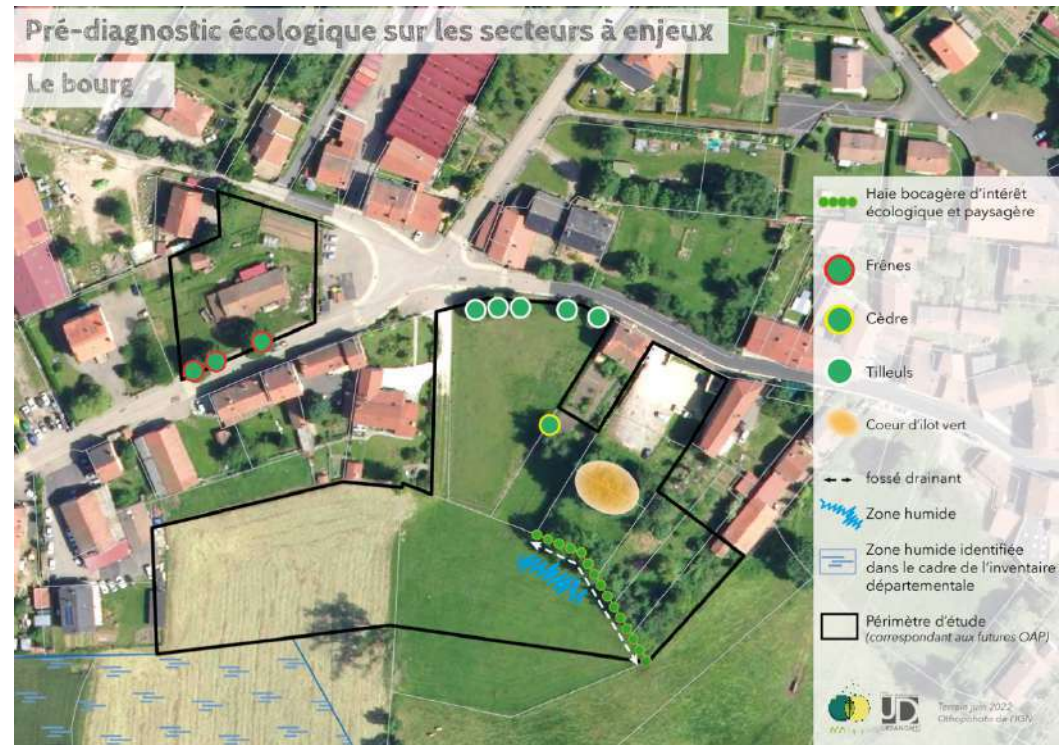 Pré-diagnostic écologique sur les secteurs à enjeux
Le bourg
Haie bocagère d'intérêt
écologique et paysagère
Frênes
Cèdre
Tilleuls
Coeur d'ilot vert
fossé drainant
Zone humide
Zone humide identifiée
dans le cadre de l'inventaire
départementale
Périmètre d'étude
(correspondant aux futures OAP)
UD
Terrain juin 2022
Othophoto de l'IGN